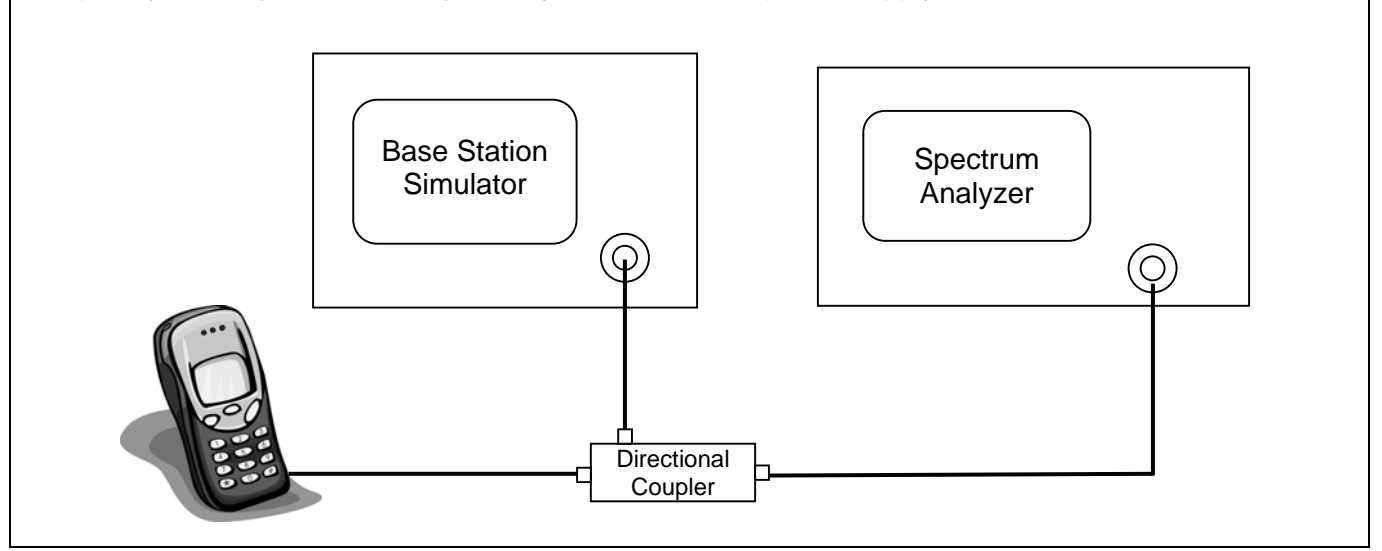 Base Station
Simulator
Spectrum
Analyzer
Directional
Coupler